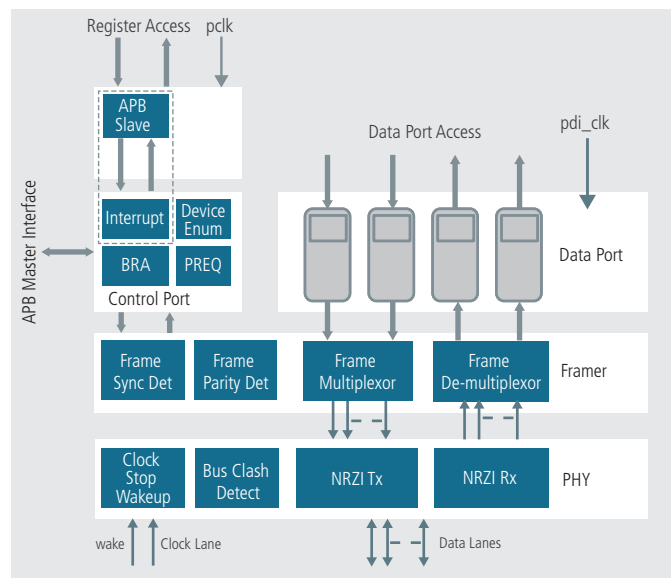 Register Access
pclk
APB
Slave
Data Port Access
pdi_clk
APB Master Interface
Interrupt
Device
Enum
BRA
PREQ
Control Port
Data Port
Frame
Sync Det
Frame
Parity Det
Frame
Multiplexor
Frame
De-multiplexor
Framer
Clock
Stop
Wakeup
Bus Clash
Detect
NRZI Tx
NRZI Rx
PHY
wake
Clock Lane
Data Lanes